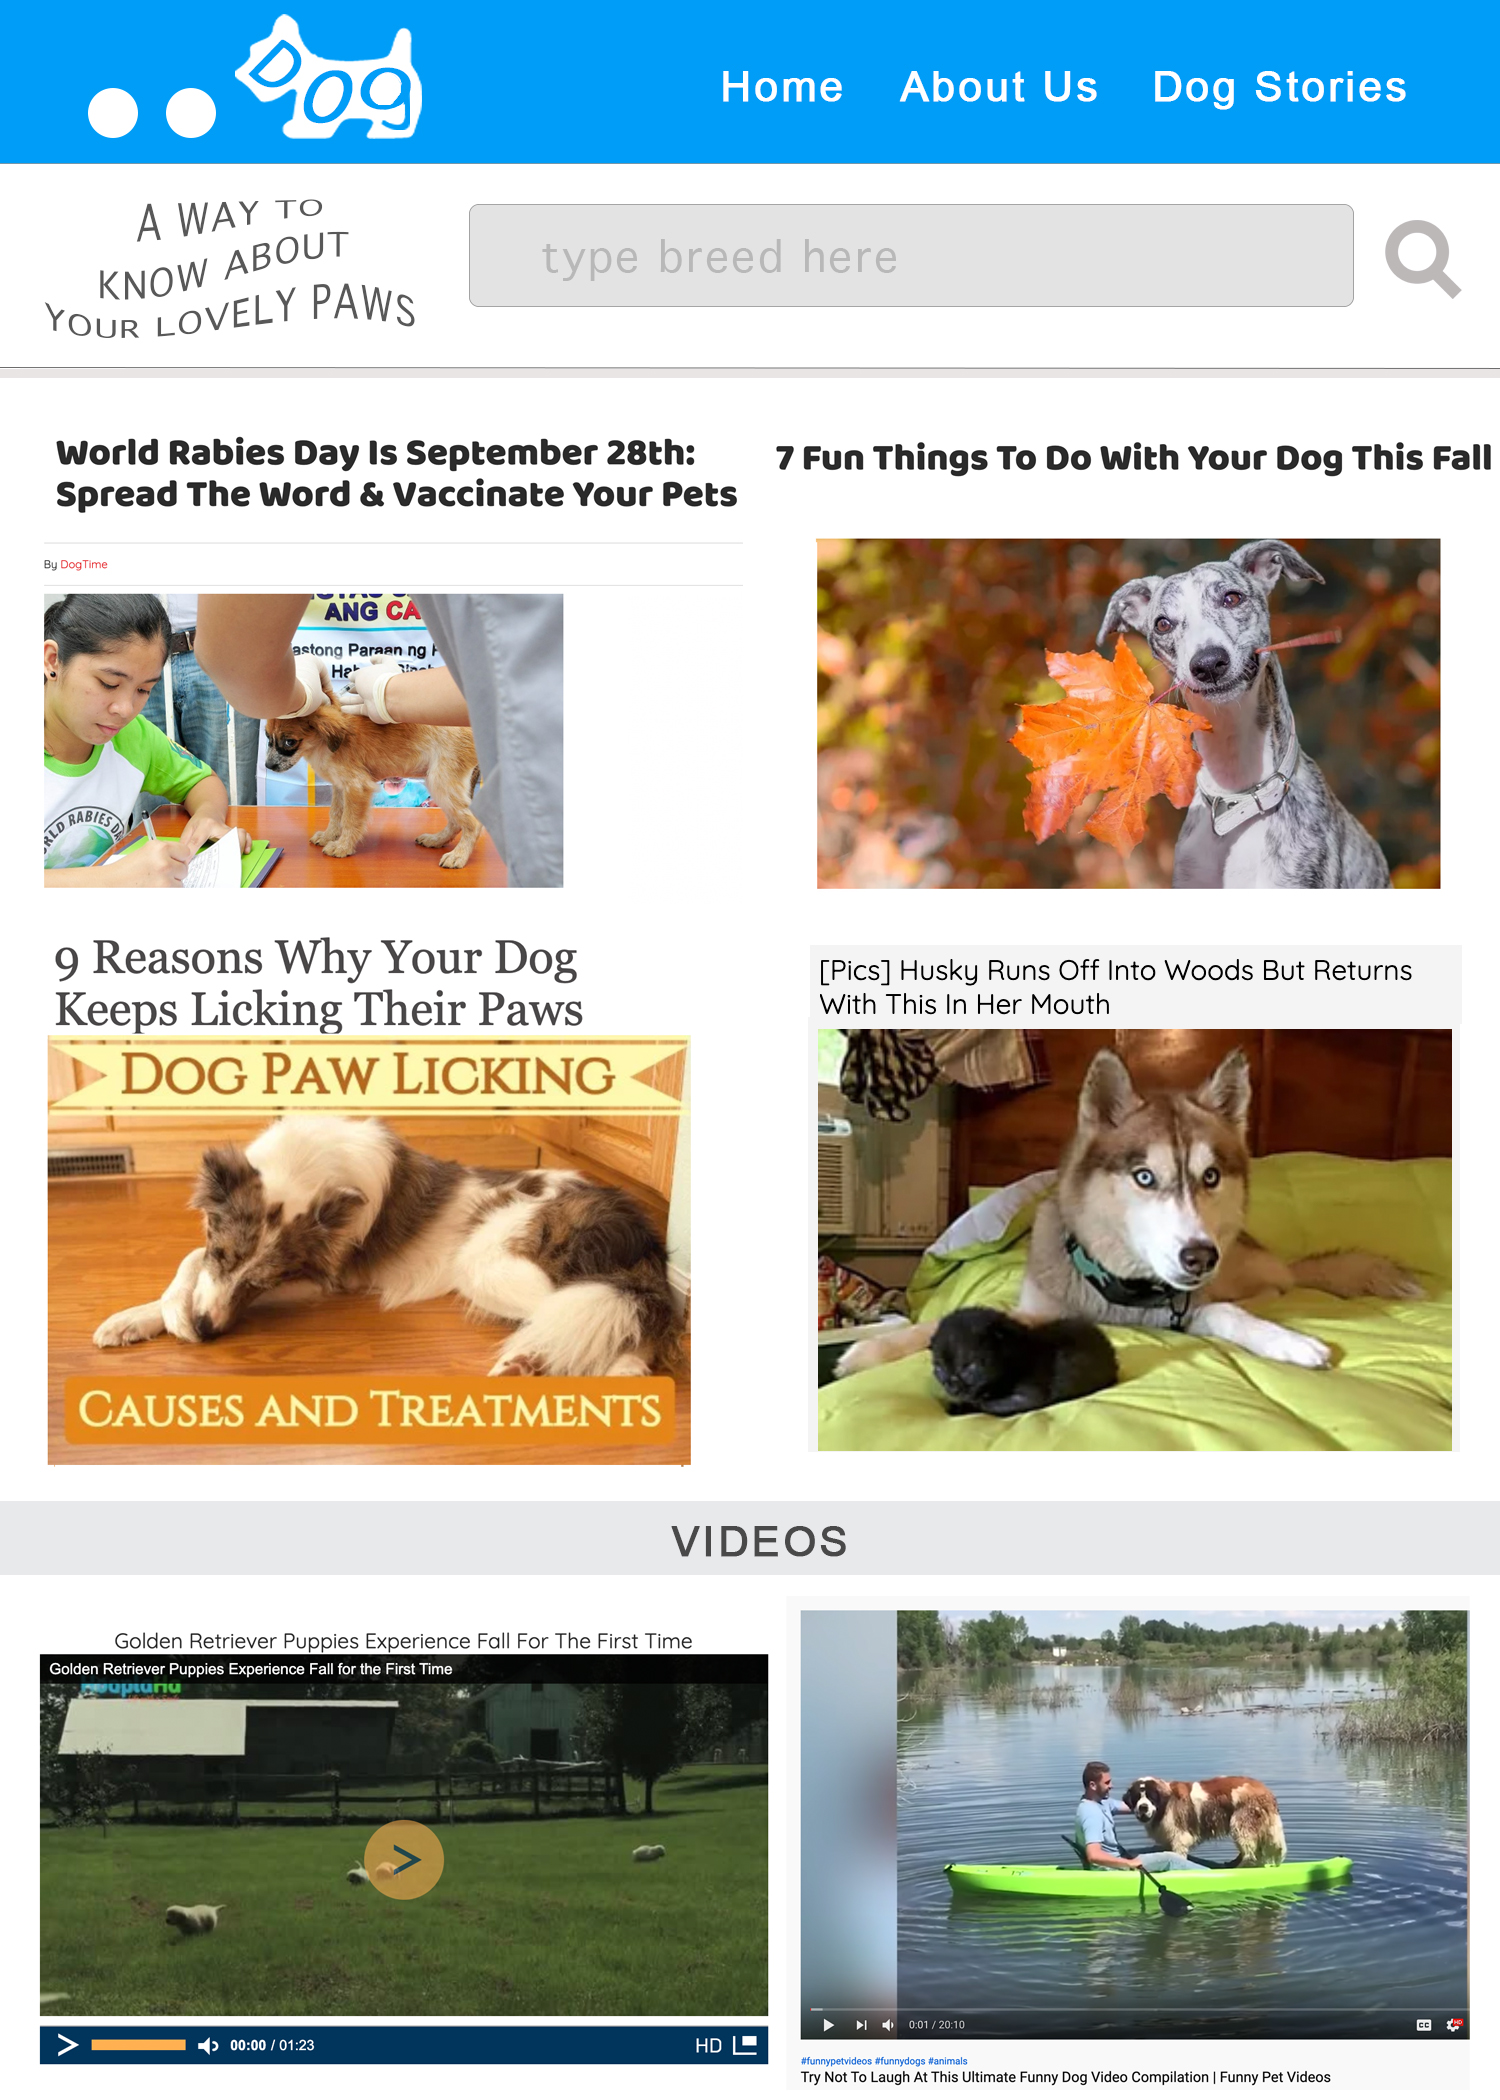 Dog
Home About Us Dog Stories
A WAY TO
KNOW ABOUT
YOUR LOVELY PAWS
type breed here
World Rabies Day Is September 28th:
Spread The Word & Vaccinate Your Pets
By DogTime
ANG CA
astong Paraan ng
RLD RABIES DA
7 Fun Things To Do With Your Dog This Fall
9 Reasons Why Your Dog
Keeps Licking Their Paws
DOG PAW LICKING
CAUSES AND TREATMENTS
[Pics] Husky Runs Off Into Woods But Returns
With This In Her Mouth
VIDEOS
Golden Retriever Puppies Experience Fall For The First Time
Golden Retriever Puppies Experience Fall for the First Time
00:00 / 01:23
HD
0:01 / 20:10
CC
HD
#funnypetvideos #funnydogs #animals
Try Not To Laugh At This Ultimate Funny Dog Video Compilation | Funny Pet Videos